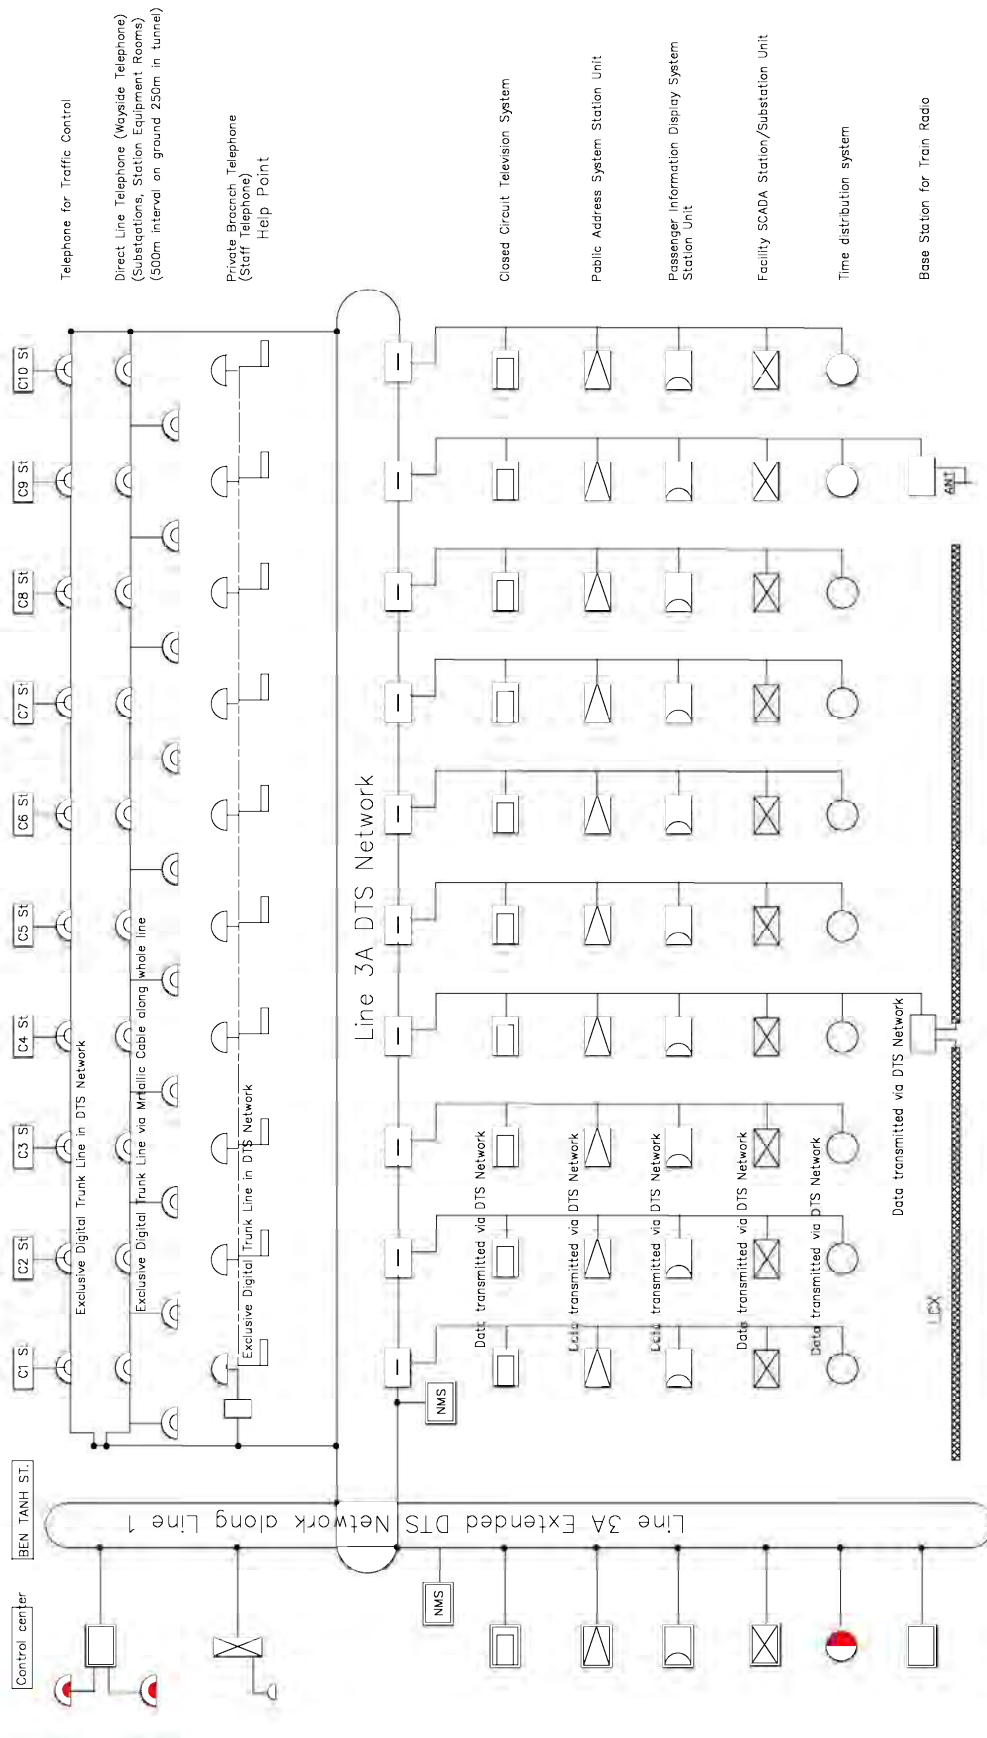 Control center
BEN TANH ST.
C1 St
C2 St
C3 St
C4 St
C5 St
C6 St
C7 St
C8 St
C9 St
C10 St
Telephone for Traffic Control
Exclusive Digital Trunk Line in DTS Network
Direct Line Telephone (Wayside Telephone)
(Substqations, Station Equipment Rooms)
(500m interval on ground 250m in tunnel)
Exclusive Digital Trunk Line via Mrtallic Cable along whole line
Private Bracnch Telephone
(Staff Telephone)
Help Point
Exclusive Digital Trunk Line in DTS Network
Line 3A DTS Network
Line 3A Extended DTS Network along Line 1
NMS
NMS
Closed Circuit Television System
Data transmitted via DTS Network
Pablic Address System Station Unit
Data transmitted via DTS Network
Passenger Information Display System
Station Unit
Data transmitted via DTS Network
Facility SCADA Station/Substation Unit
Data transmitted via DTS Network
Time distribution system
Data transmitted via DTS Network
Base Station for Train Radio
Data transmitted via DTS Network
ANT
LCX